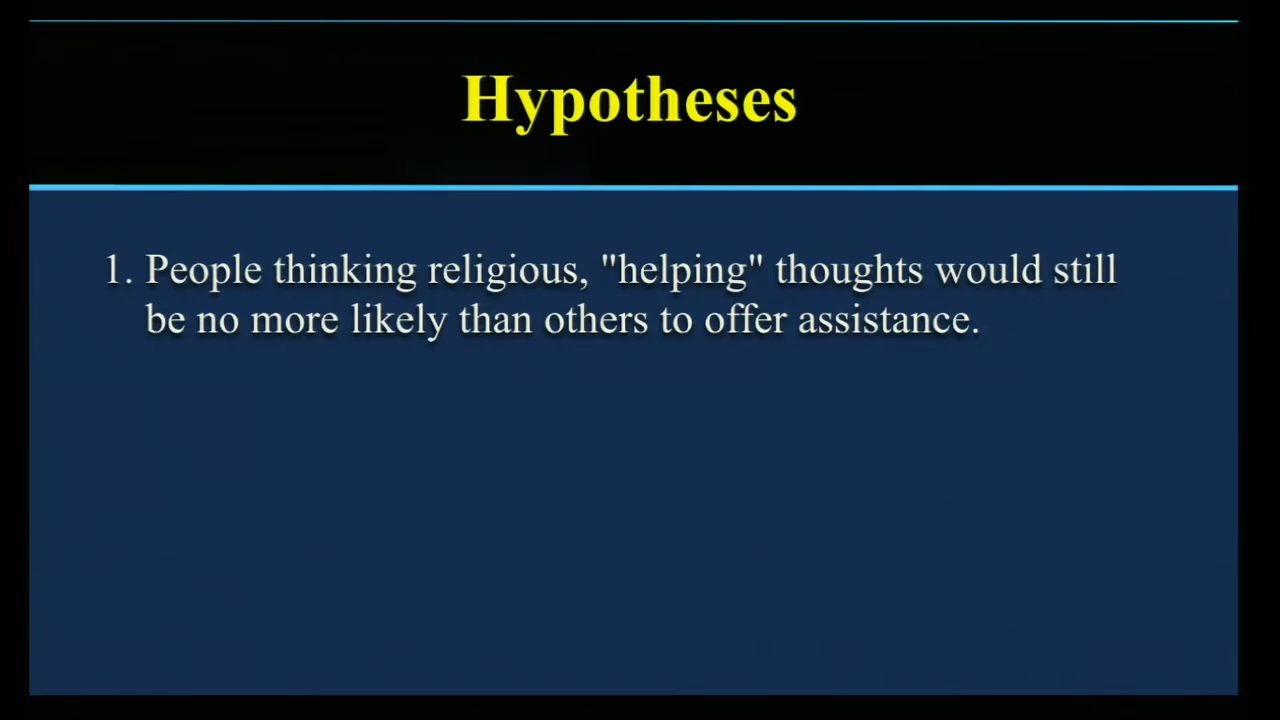 Hypotheses
1. People thinking religious, "helping" thoughts would still
be no more likely than others to offer assistance.